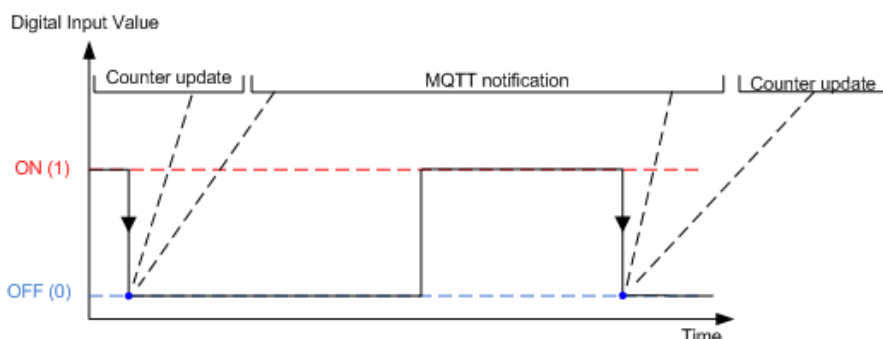 Digital Input Value
Counter update
MQTT notification
Counter update
ON (1)
OFF (0)
Time